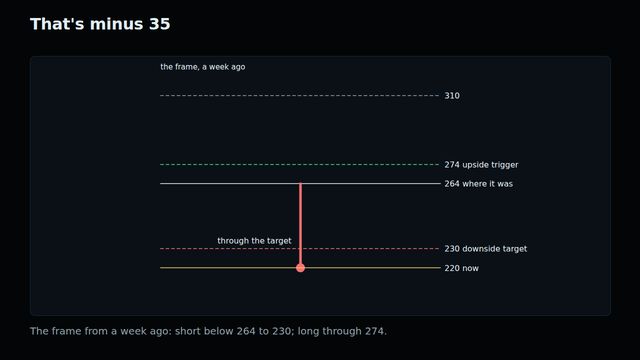 That's minus 35
the frame, a week ago
310
274 upside trigger
264 where it was
through the target
230 downside target
220 now
The frame from a week ago: short below 264 to 230; long through 274.